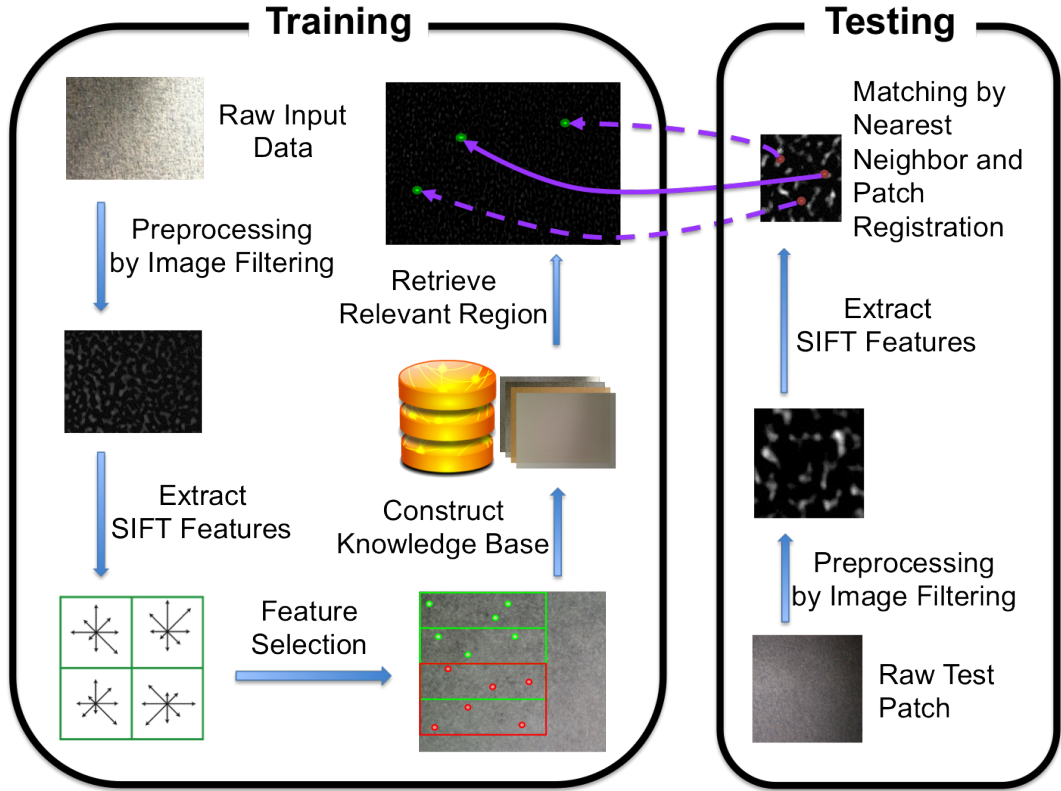 Training
Raw Input
Data
Preprocessing
by Image Filtering
Extract
SIFT Features
Feature
Selection
Construct
Knowledge Base
Retrieve
Relevant Region
Testing
Matching by
Nearest
Neighbor and
Patch
Registration
Extract
SIFT Features
Preprocessing
by Image Filtering
Raw Test
Patch